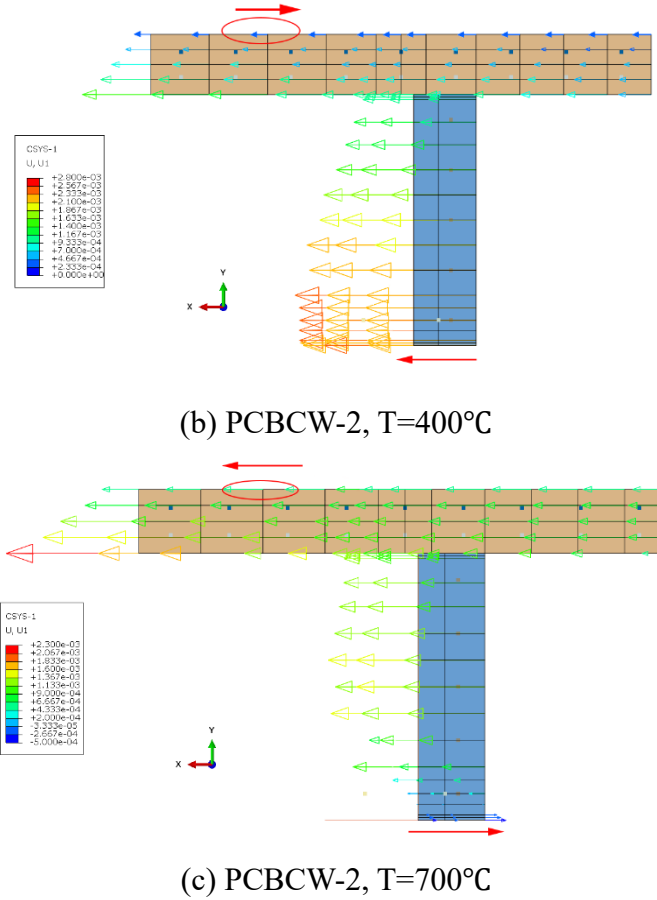 CSYS-1
U, U1
+2.800e-03
+2.567e-03
+2.333e-03
+2.100e-03
+1.867e-03
+1.633e-03
+1.400e-03
+1.167e-03
+9.333e-04
+7.000e-04
+4.667e-04
+2.333e-04
+0.000e+00
Y
X
(b) PCBCW-2, T=400℃
CSYS-1
U, U1
+2.300e-03
+2.067e-03
+1.833e-03
+1.600e-03
+1.367e-03
+1.133e-03
+9.000e-04
+6.667e-04
+4.333e-04
+2.000e-04
-3.333e-05
-2.667e-04
-5.000e-04
Y
X
(c) PCBCW-2, T=700℃